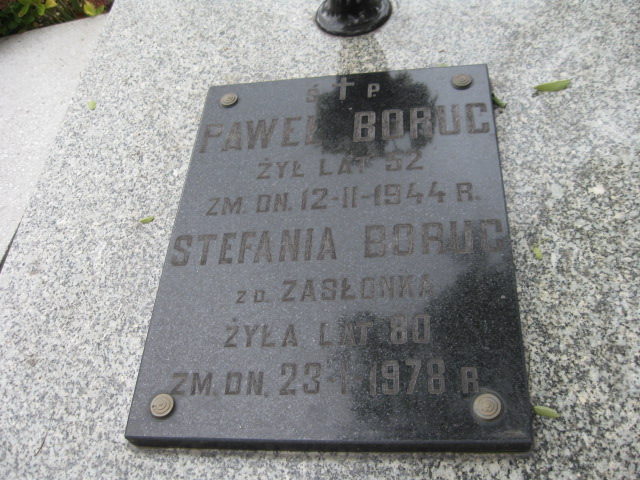 Ś † P.
PAWEŁ BORUC
ŻYŁ LAT 52
ZM. DN. 12-II-1944 R.
STEFANIA BORUC
ZD. ZASŁONKA
ŻYŁA LAT 80
ZM. DN. 23-I-1978 R